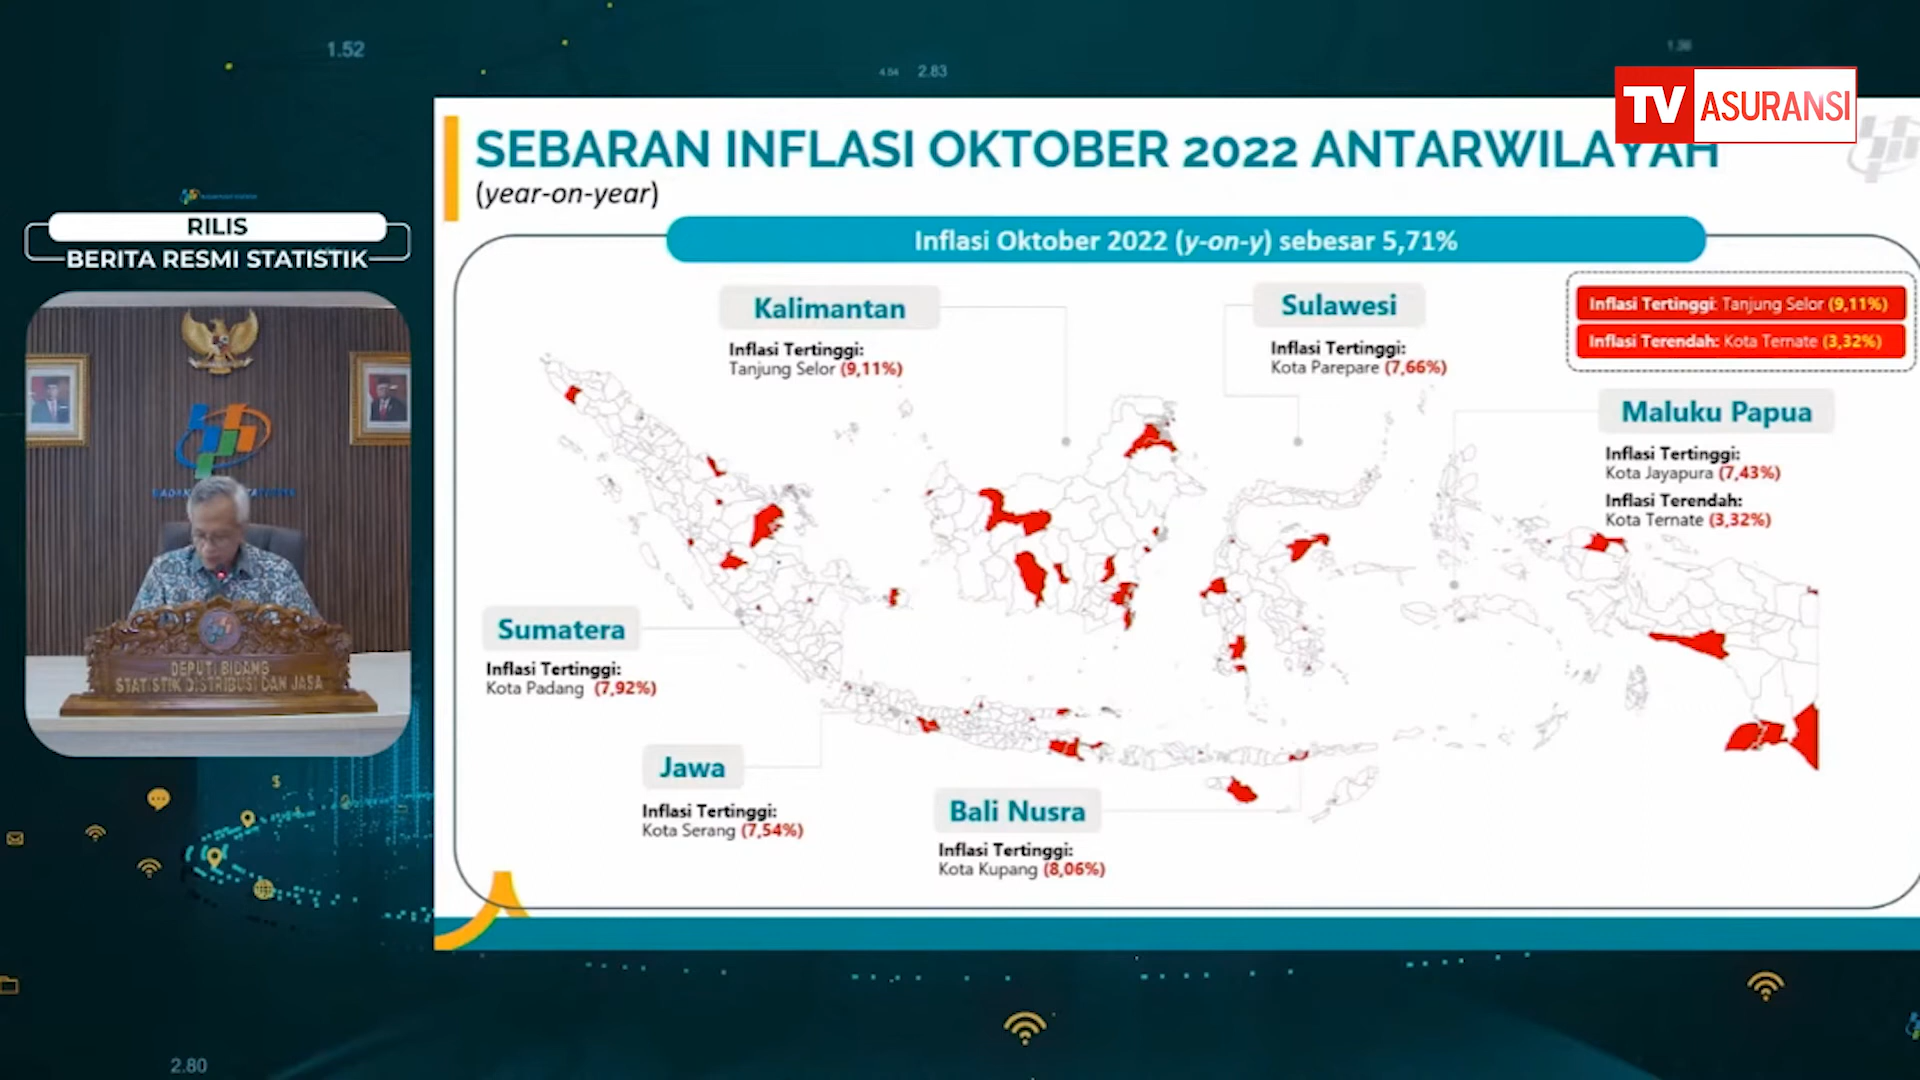 1.52
4.54 2.83
1.38
TV ASURANSI
SEBARAN INFLASI OKTOBER 2022 ANTARWILAYAH
(year-on-year)
RILIS
BERITA RESMI STATISTIK
Inflasi Oktober 2022 (y-on-y) sebesar 5,71%
Kalimantan
Inflasi Tertinggi:
Tanjung Selor (9,11%)
Sulawesi
Inflasi Tertinggi:
Kota Parepare (7,66%)
Inflasi Tertinggi: Tanjung Selor (9,11%)
Inflasi Terendah: Kota Ternate (3,32%)
Maluku Papua
Inflasi Tertinggi:
Kota Jayapura (7,43%)
Inflasi Terendah:
Kota Ternate (3,32%)
Sumatera
Inflasi Tertinggi:
Kota Padang (7,92%)
Jawa
Inflasi Tertinggi:
Kota Serang (7,54%)
Bali Nusra
Inflasi Tertinggi:
Kota Kupang (8,06%)
DEPUTI BIDANG
STATISTIK DISTRIBUSI DAN JASA
2.80